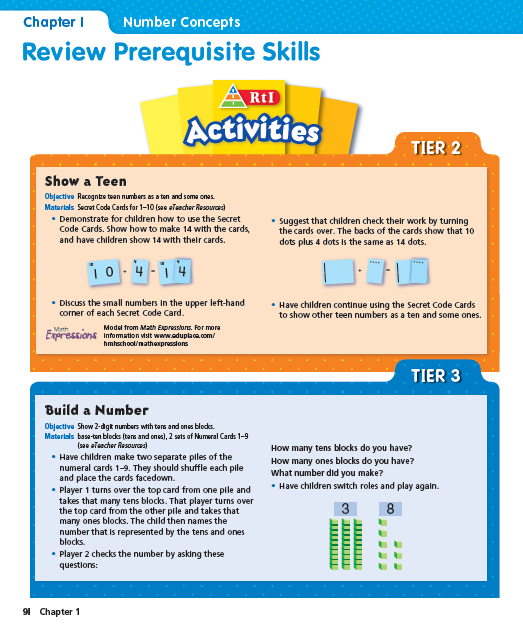 Chapter 1
Number Concepts
Review Prerequisite Skills
RtI
Activities
TIER 2
Show a Teen
Objective Recognize teen numbers as a ten and some ones.
Materials Secret Code Cards for 1–10 (see eTeacher Resources)
• Demonstrate for children how to use the Secret
Code Cards. Show how to make 14 with the cards,
and have children show 14 with their cards.
10 + 4 = 14
• Discuss the small numbers in the upper left-hand
corner of each Secret Code Card.
Math
Expressions
Model from Math Expressions. For more
information visit www.eduplace.com/
hmhschool/mathexpressions
• Suggest that children check their work by turning
the cards over. The backs of the cards show that 10
dots plus 4 dots is the same as 14 dots.
+ =
• Have children continue using the Secret Code Cards
to show other teen numbers as a ten and some ones.
TIER 3
Build a Number
Objective Show 2-digit numbers with tens and ones blocks.
Materials base-ten blocks (tens and ones), 2 sets of Numeral Cards 1–9
(see eTeacher Resources)
• Have children make two separate piles of the
numeral cards 1–9. They should shuffle each pile
and place the cards facedown.
• Player 1 turns over the top card from one pile and
takes that many tens blocks. That player turns over
the top card from the other pile and takes that
many ones blocks. The child then names the
number that is represented by the tens and ones
blocks.
• Player 2 checks the number by asking these
questions:
How many tens blocks do you have?
How many ones blocks do you have?
What number did you make?
• Have children switch roles and play again.
3 8
9I Chapter 1